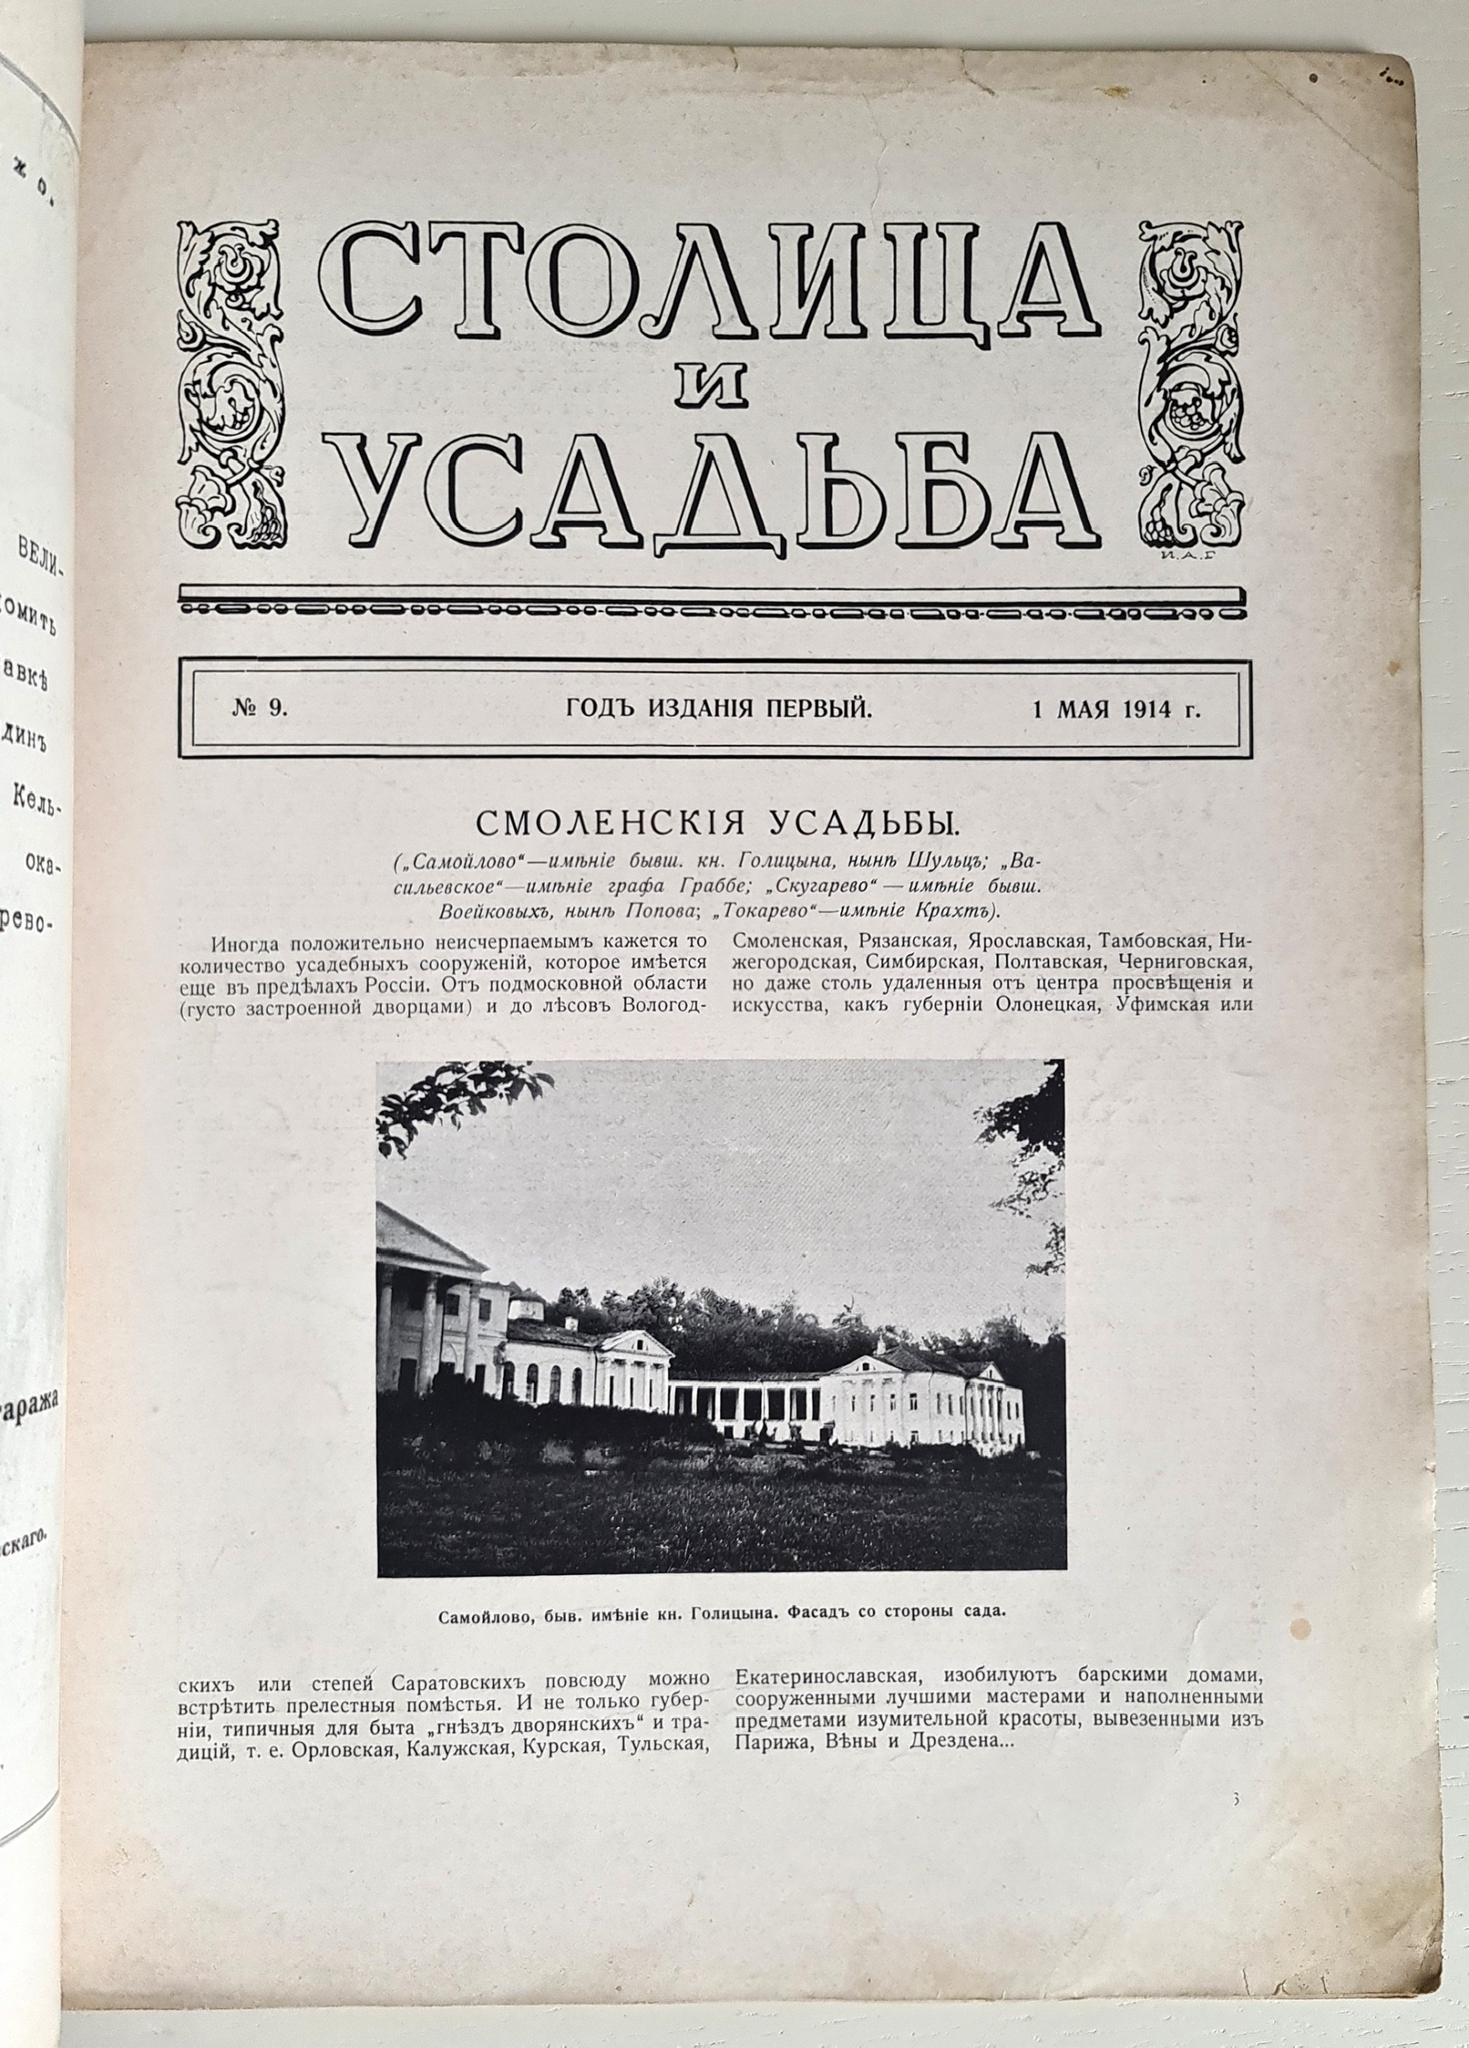 х о.
ВЕЛИ-
омить
авкѣ
динъ
Кель-
ока-
рево-
аража
скаго.
СТОЛИЦА
И
УСАДЬБА
И.А.Г
№ 9.
ГОДЪ ИЗДАНІЯ ПЕРВЫЙ.
1 МАЯ 1914 г.
СМОЛЕНСКІЯ УСАДЬБЫ.
(„Самойлово“—имѣніе бывш. кн. Голицына, нынѣ Шульцъ; „Ва-
сильевское“—имѣніе графа Граббе; „Скугарево“ — имѣніе бывш.
Воейковыхъ, нынѣ Попова; „Токарево“—имѣніе Крахтъ).
Иногда положительно неисчерпаемымъ кажется то
количество усадебныхъ сооруженій, которое имѣется
еще въ предѣлахъ Россіи. Отъ подмосковной области
(густо застроенной дворцами) и до лѣсовъ Вологод-
скихъ или степей Саратовскихъ повсюду можно
встрѣтить прелестныя помѣстья. И не только губер-
ніи, типичныя для быта „гнѣздъ дворянскихъ“ и тра-
дицій, т. е. Орловская, Калужская, Курская, Тульская,
Смоленская, Рязанская, Ярославская, Тамбовская, Ни-
жегородская, Симбирская, Полтавская, Черниговская,
но даже столь удаленныя отъ центра просвѣщенія и
искусства, какъ губерніи Олонецкая, Уфимская или
Екатеринославская, изобилуютъ барскими домами,
сооруженными лучшими мастерами и наполненными
предметами изумительной красоты, вывезенными изъ
Парижа, Вѣны и Дрездена...
Самойлово, быв. имѣніе кн. Голицына. Фасадъ со стороны сада.